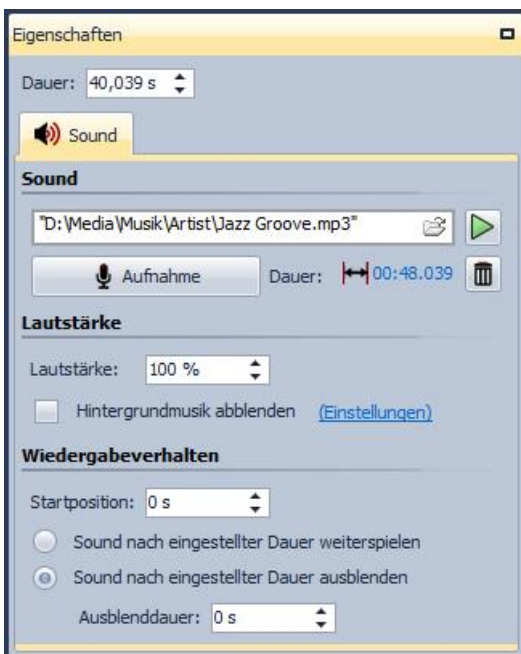 Eigenschaften
Dauer: 40,039 s
Sound
Sound
"D:\Media\Musik\Artist\Jazz Groove.mp3"
Aufnahme Dauer: 00:48.039
Lautstärke
Lautstärke: 100 %
Hintergrundmusik abblenden (Einstellungen)
Wiedergabeverhalten
Startposition: 0 s
Sound nach eingestellter Dauer weiterspielen
Sound nach eingestellter Dauer ausblenden
Ausblenddauer: 0 s